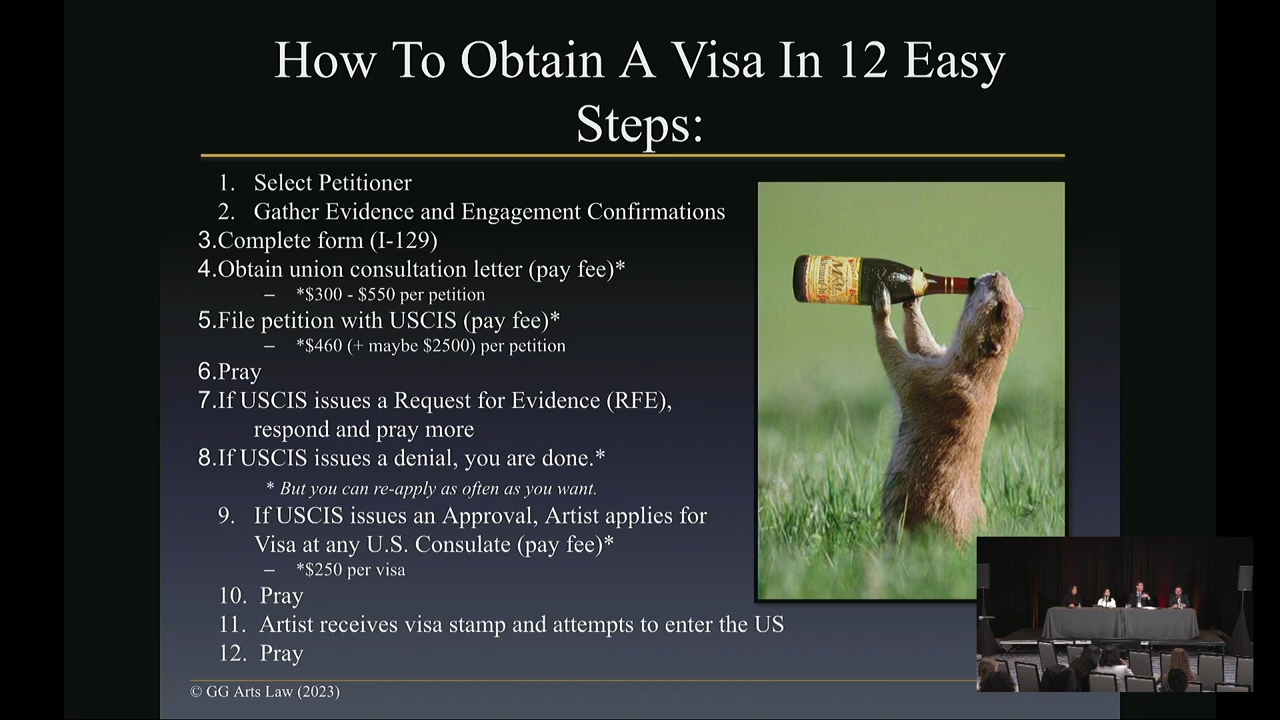 How To Obtain A Visa In 12 Easy
Steps:
1. Select Petitioner
2. Gather Evidence and Engagement Confirmations
3.Complete form (I-129)
4.Obtain union consultation letter (pay fee)*
– *$300 - $550 per petition
5.File petition with USCIS (pay fee)*
– *$460 (+ maybe $2500) per petition
6.Pray
7.If USCIS issues a Request for Evidence (RFE),
respond and pray more
8.If USCIS issues a denial, you are done.*
* But you can re-apply as often as you want.
9. If USCIS issues an Approval, Artist applies for
Visa at any U.S. Consulate (pay fee)*
– *$250 per visa
10. Pray
11. Artist receives visa stamp and attempts to enter the US
12. Pray
© GG Arts Law (2023)